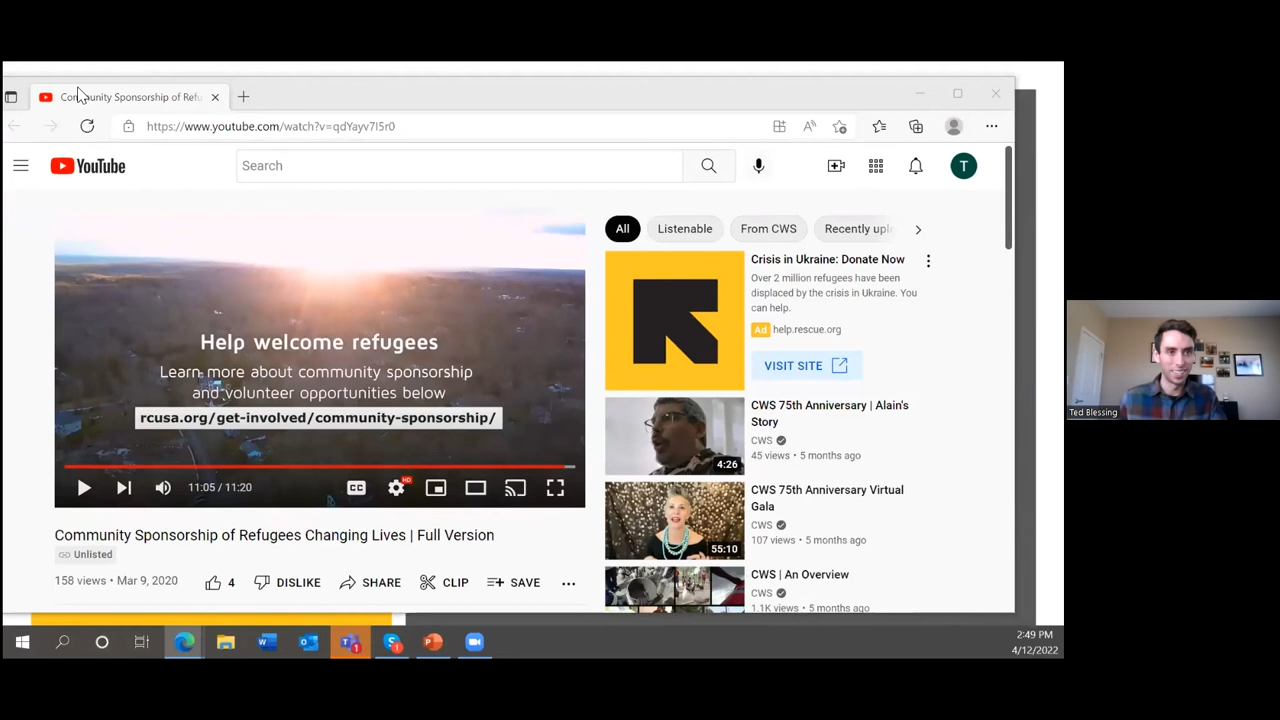 Community Sponsorship of Refu
https://www.youtube.com/watch?v=qdYayv7I5r0
YouTube
Search
T
Help welcome refugees
Learn more about community sponsorship
and volunteer opportunities below
rcusa.org/get-involved/community-sponsorship/
CC
HD
11:05 / 11:20
Community Sponsorship of Refugees Changing Lives | Full Version
Unlisted
158 views • Mar 9, 2020
4
DISLIKE
SHARE
CLIP
SAVE
All
Listenable
From CWS
Recently uplo
Crisis in Ukraine: Donate Now
Over 2 million refugees have been
displaced by the crisis in Ukraine. You
can help.
Ad help.rescue.org
VISIT SITE
4:26
CWS 75th Anniversary | Alain's
Story
CWS
45 views • 5 months ago
55:10
CWS 75th Anniversary Virtual
Gala
CWS
107 views • 5 months ago
CWS | An Overview
CWS
1.1K views • 5 months ago
Ted Blessing
2:49 PM
4/12/2022